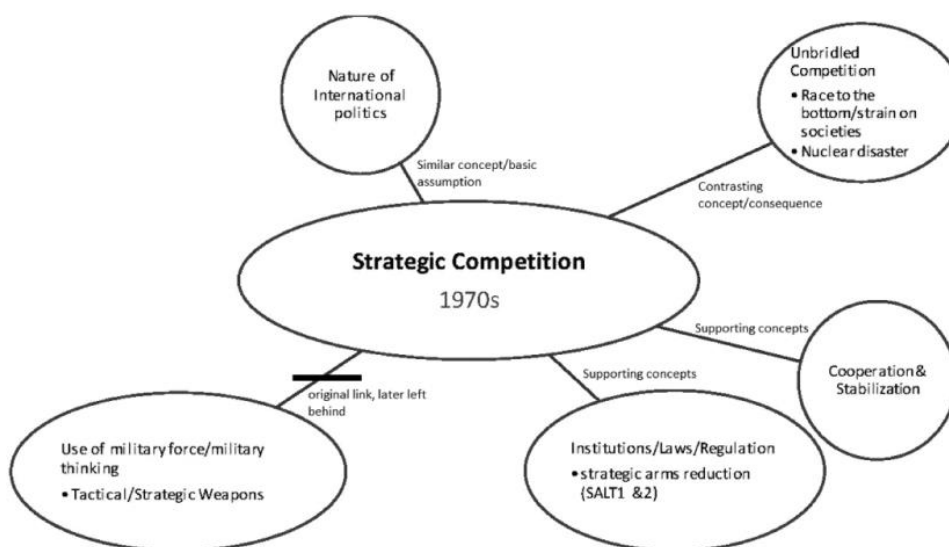 Nature of
International
politics
Unbridled
Competition
• Race to the
bottom/strain on
societies
• Nuclear disaster
Similar concept/basic
assumption
Contrasting
concept/consequence
Strategic Competition
1970s
Supporting concepts
Cooperation &
Stabilization
Supporting concepts
original link, later left
behind
Use of military force/military
thinking
• Tactical/Strategic Weapons
Institutions/Laws/Regulation
• strategic arms reduction
(SALT1 &2)